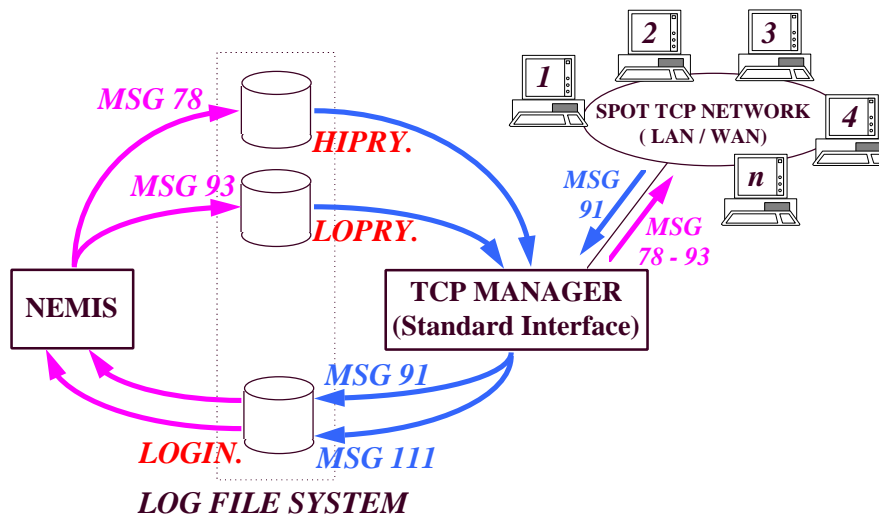 1
2
3
4
n
SPOT TCP NETWORK
( LAN / WAN)
MSG 78
HIPRY.
MSG 93
LOPRY.
MSG
91
MSG
78 - 93
NEMIS
TCP MANAGER
(Standard Interface)
MSG 91
LOGIN.
MSG 111
LOG FILE SYSTEM